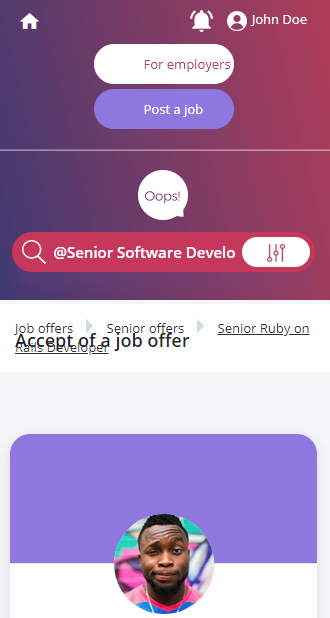 John Doe
For employers
Post a job
Oops!
@Senior Software Develo
Job offers Senior offers Senior Ruby on
Rails Developer
Accept of a job offer